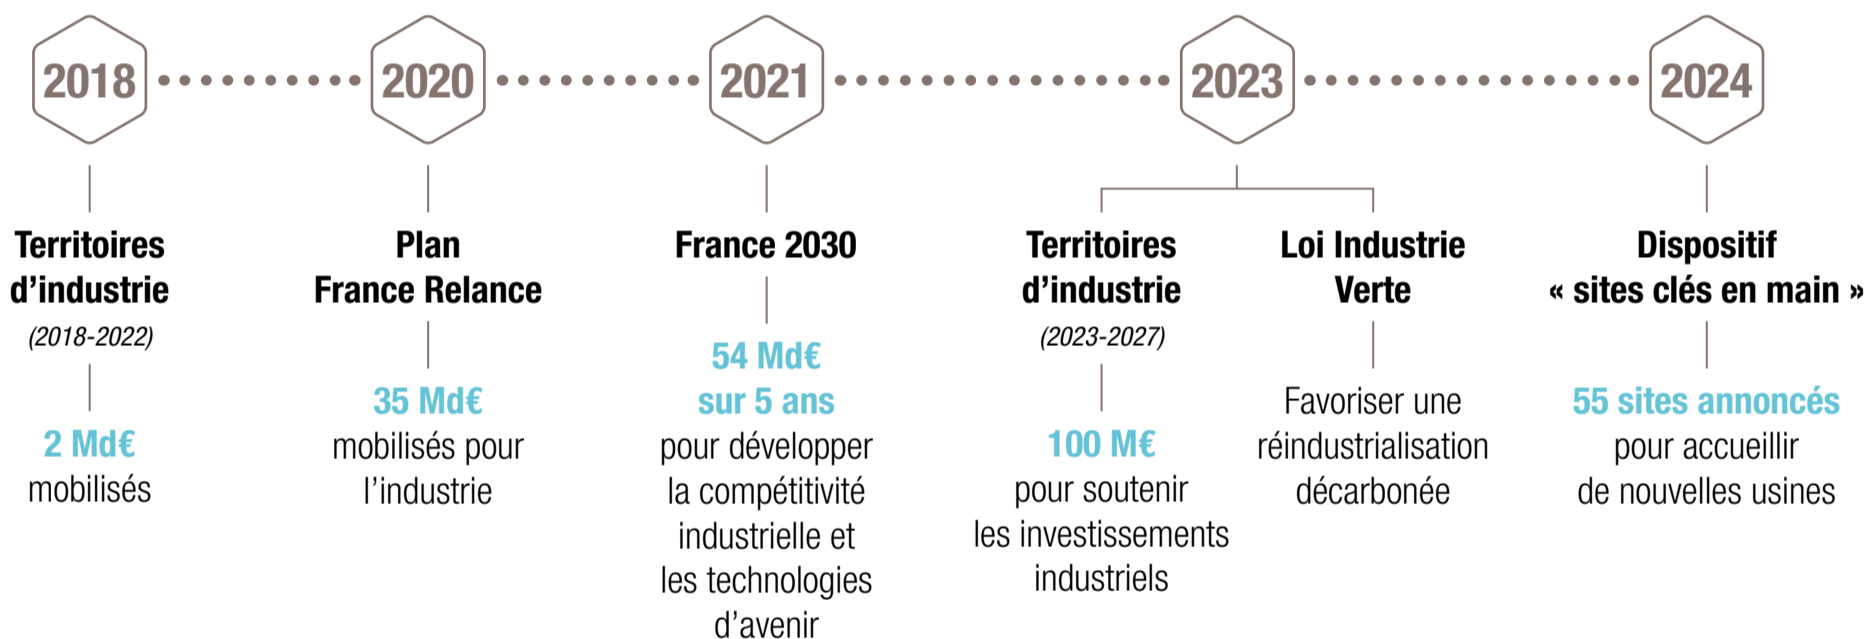 2018
2020
2021
2023
2024
Territoires
d’industrie
(2018-2022)
2 Md€
mobilisés
Plan
France Relance
35 Md€
mobilisés pour
l’industrie
France 2030
54 Md€
sur 5 ans
pour développer
la compétitivité
industrielle et
les technologies
d’avenir
Territoires
d’industrie
(2023-2027)
100 M€
pour soutenir
les investissements
industriels
Loi Industrie
Verte
Favoriser une
réindustrialisation
décarbonée
Dispositif
« sites clés en main »
55 sites annoncés
pour accueillir
de nouvelles usines